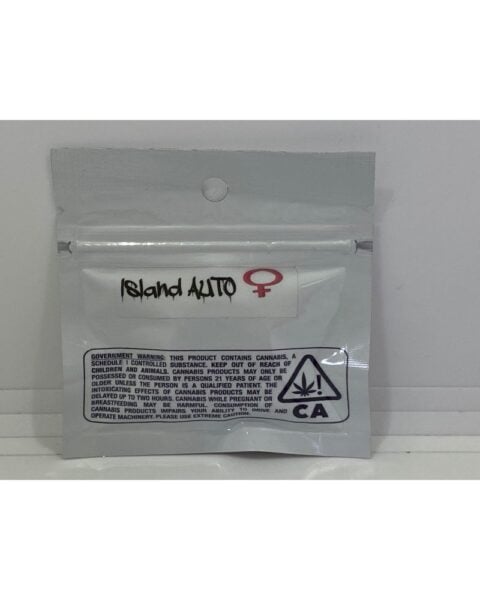 Island AUTO
GOVERNMENT WARNING: THIS PRODUCT CONTAINS CANNABIS, A
SCHEDULE 1 CONTROLLED SUBSTANCE. KEEP OUT OF REACH OF
CHILDREN AND ANIMALS. CANNABIS PRODUCTS MAY ONLY BE
POSSESSED OR CONSUMED BY PERSONS 21 YEARS OF AGE OR
OLDER UNLESS THE PERSON IS A QUALIFIED PATIENT. THE
INTOXICATING EFFECTS OF CANNABIS PRODUCTS MAY BE
DELAYED UP TO TWO HOURS. CANNABIS WHILE PREGNANT OR
BREASTFEEDING MAY BE HARMFUL. CONSUMPTION OF
CANNABIS PRODUCTS IMPAIRS YOUR ABILITY TO DRIVE AND
OPERATE MACHINERY. PLEASE USE EXTREME CAUTION.
!
CA